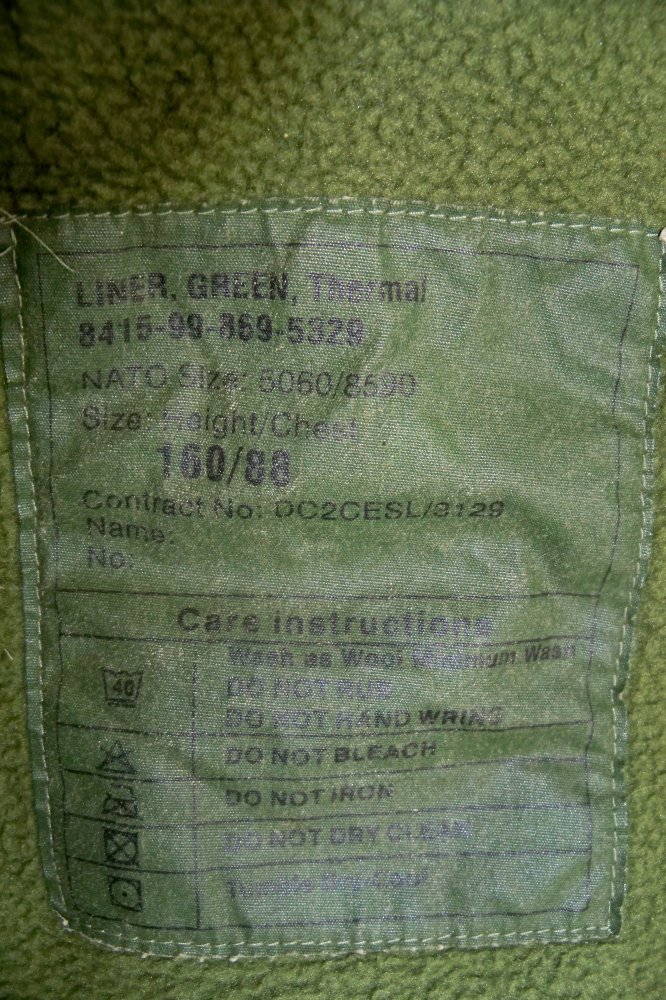 LINER, GREEN, Thermal
8415-99-869-5329
NATO Size: 6060/8590
Size: Height/Chest
160/88
Contract No: DC2CESL/3129
Name:
No:
Care Instructions
40
Wash as Wool Minimum Wash
DO NOT RUB
DO NOT HAND WRING
DO NOT BLEACH
DO NOT IRON
DO NOT DRY CLEAN
Tumble Dry Cool